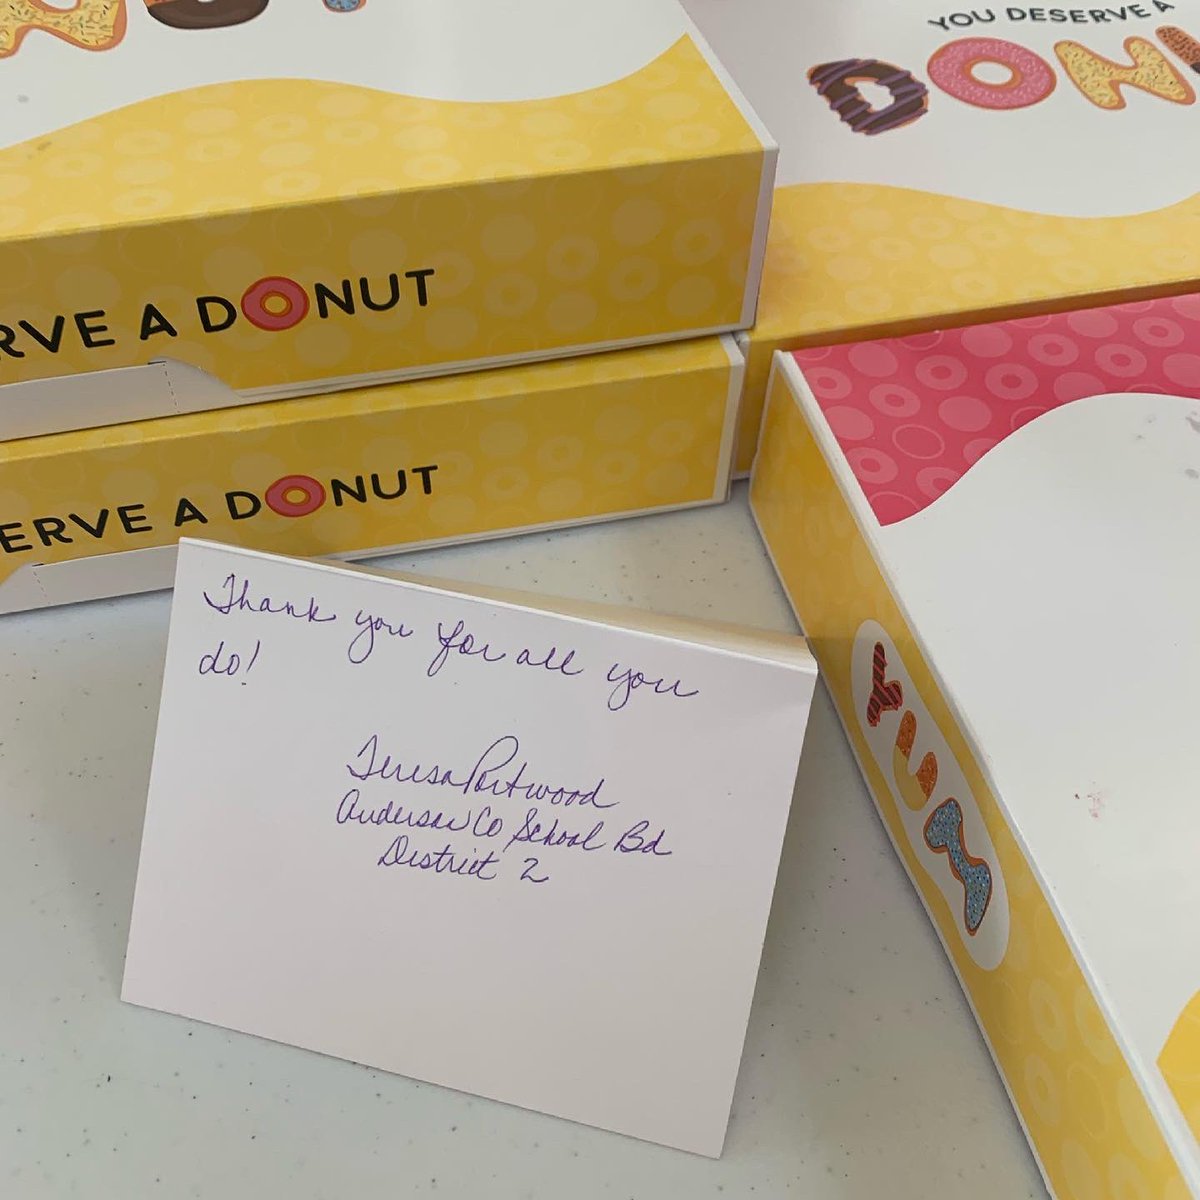 YOU DESERVE A
DON
RVE A DONUT
ERVE A DONUT
YUM
Thank you for all you
do!
Teresa Portwood
Anderson Co School Bd
District 2